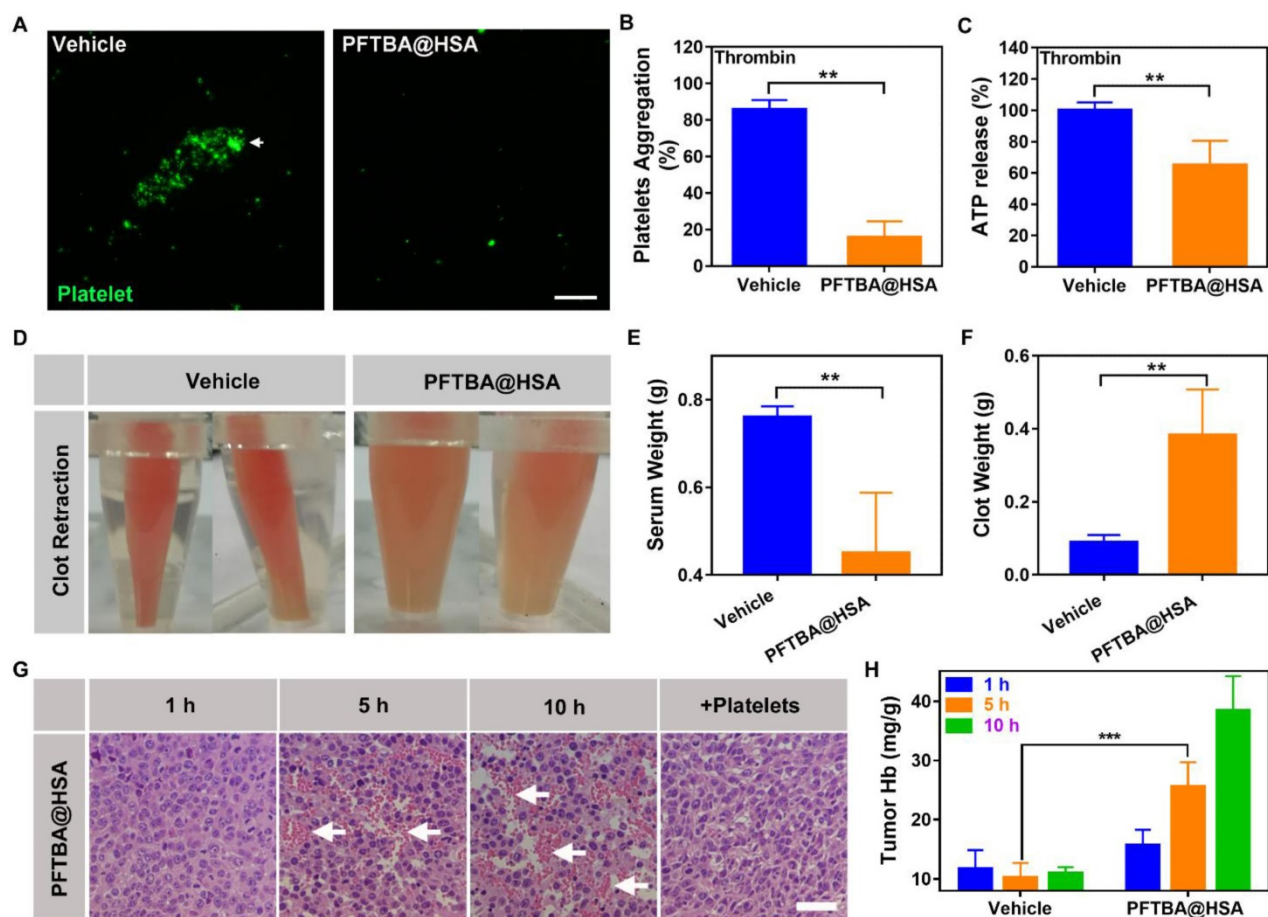 A
Vehicle
PFTBA@HSA
Platelet
B
Platelets Aggregation
(%)
120
100
80
60
40
20
0
Thrombin
**
Vehicle
PFTBA@HSA
C
ATP release (%)
140
120
100
80
60
40
20
0
Thrombin
**
Vehicle
PFTBA@HSA
D
Vehicle
PFTBA@HSA
Clot Retraction
E
Serum Weight (g)
0.8
0.6
0.4
**
Vehicle
PFTBA@HSA
F
Clot Weight (g)
0.6
0.4
0.2
0.0
**
Vehicle
PFTBA@HSA
G
1 h
5 h
10 h
+Platelets
PFTBA@HSA
H
Tumor Hb (mg/g)
40
30
20
10
1 h
5 h
10 h
***
Vehicle
PFTBA@HSA